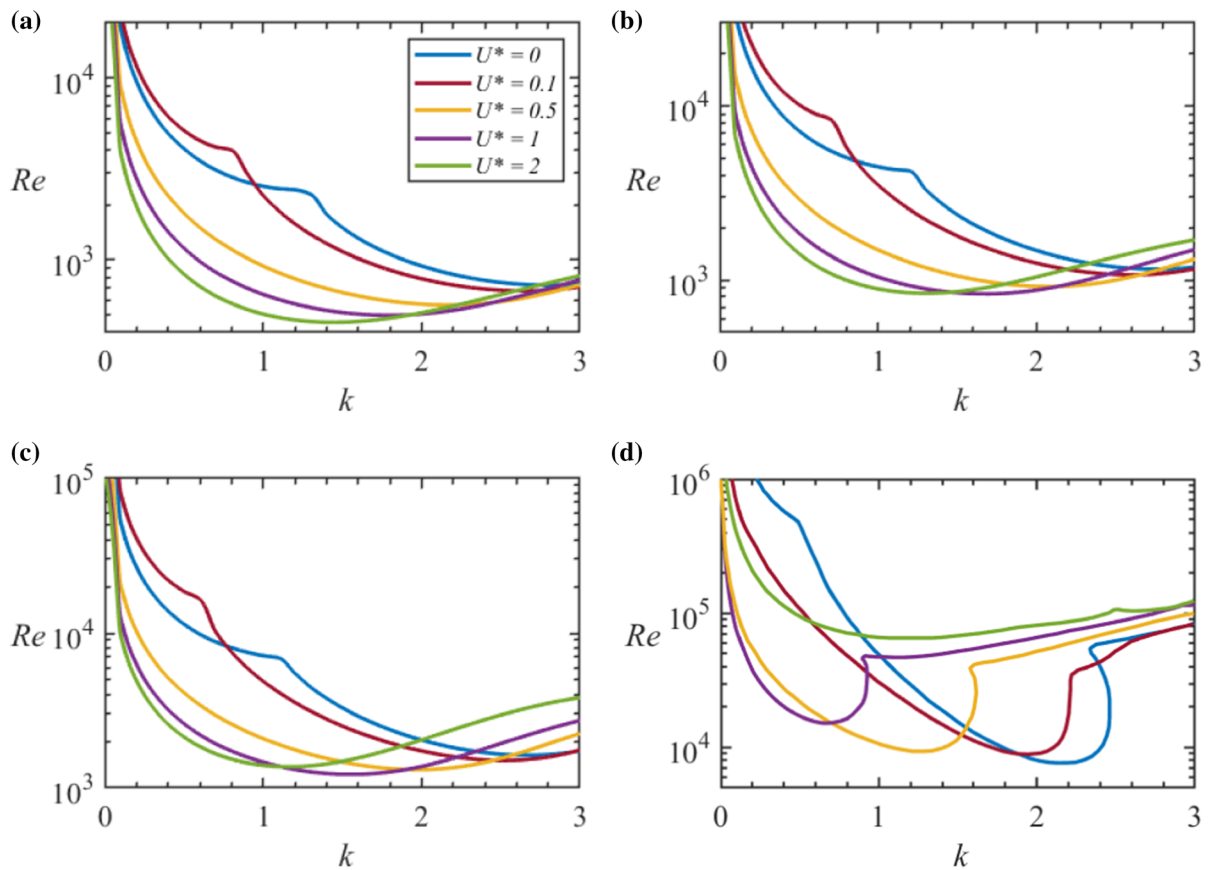 (a)
10^4
10^3
Re
0 1 2 3
k
U* = 0
U* = 0.1
U* = 0.5
U* = 1
U* = 2
(b)
10^4
10^3
Re
0 1 2 3
k
(c)
10^5
10^4
10^3
Re
0 1 2 3
k
(d)
10^6
10^5
10^4
Re
0 1 2 3
k